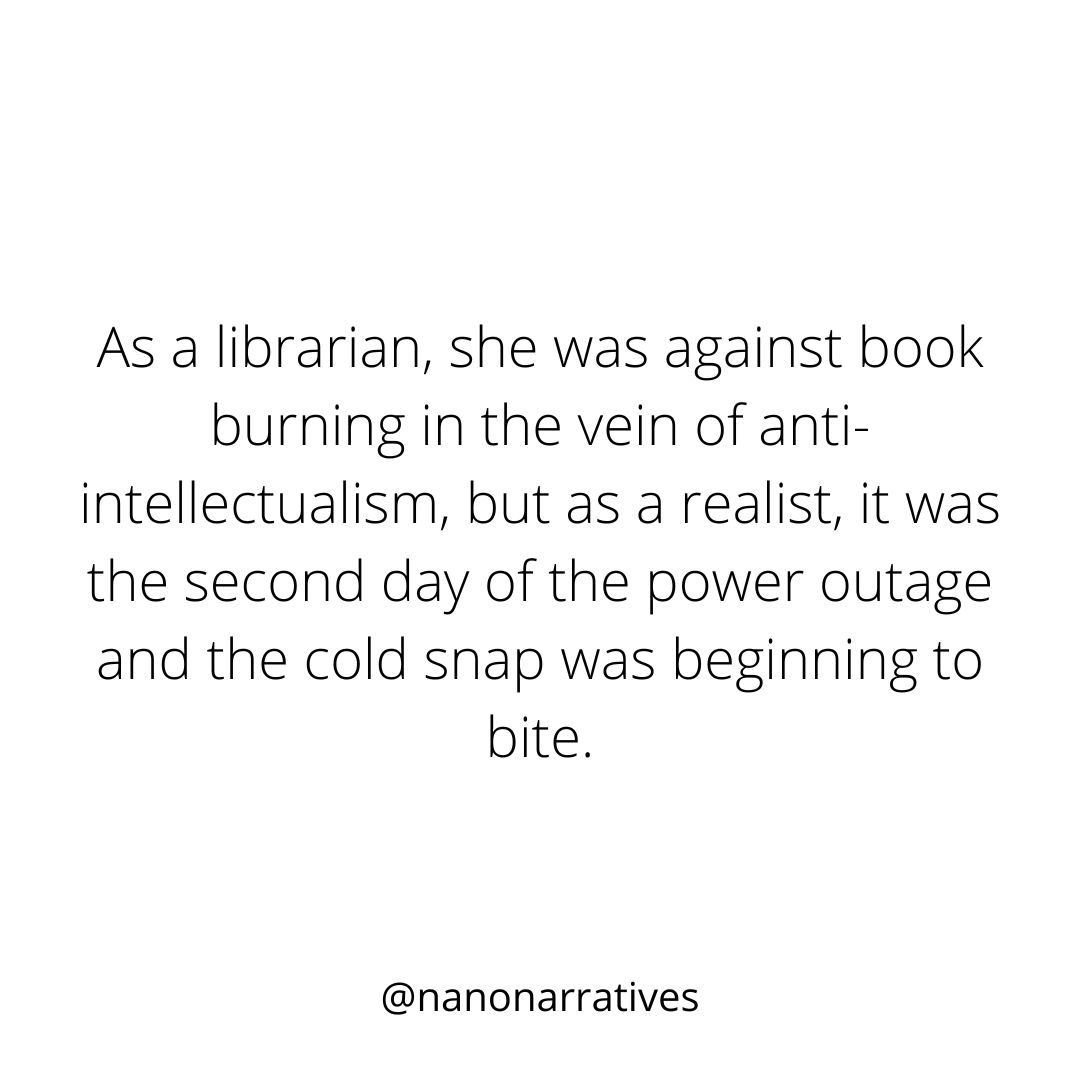 As a librarian, she was against book
burning in the vein of anti-
intellectualism, but as a realist, it was
the second day of the power outage
and the cold snap was beginning to
bite.
@nanonarratives